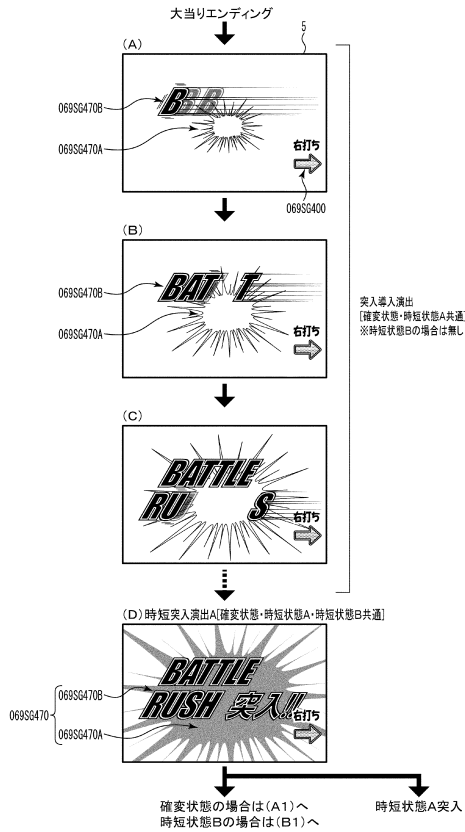 大当りエンディング
(A)
5
069SG470B
B B B
069SG470A
右打ち
069SG400
(B)
069SG470B
BAT T
069SG470A
右打ち
突入導入演出
[確変状態・時短状態A共通]
※時短状態Bの場合は無し
(C)
BATTLE
RU S
右打ち
(D)時短突入演出A[確変状態・時短状態A・時短状態B共通]
BATTLE
069SG470B
RUSH 突入!!
069SG470
右打ち
069SG470A
確変状態の場合は(A1)へ
時短状態Bの場合は(B1)へ
時短状態A突入